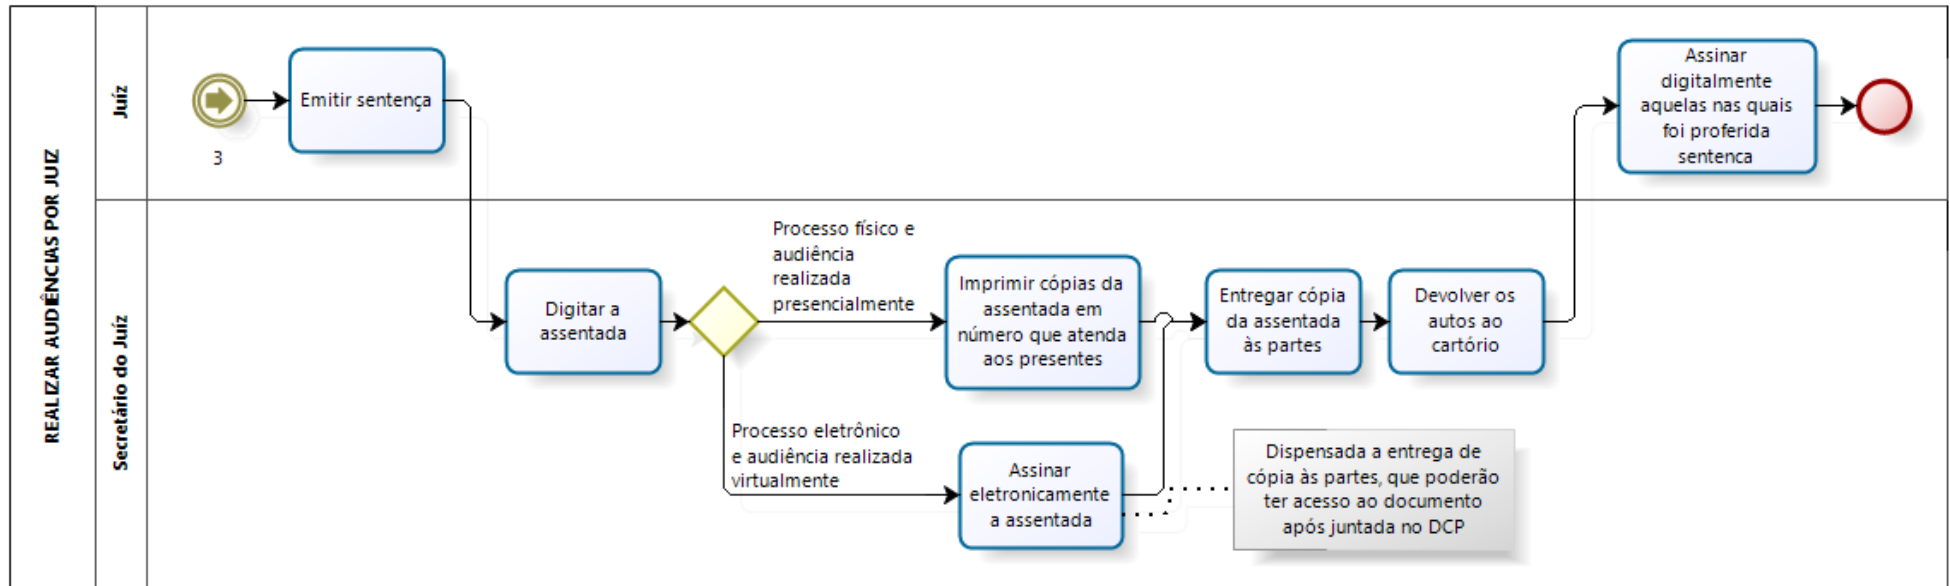 REALIZAR AUDIÊNCIAS POR JUIZ
Juíz
3
Emitir sentença
Assinar
digitalmente
aquelas nas quais
foi proferida
sentenca
Secretário do Juíz
Digitar a
assentada
Processo físico e
audiência
realizada
presencialmente
Imprimir cópias da
assentada em
número que atenda
aos presentes
Entregar cópia
da assentada
às partes
Devolver os
autos ao
cartório
Processo eletrônico
e audiência realizada
virtualmente
Assinar
eletronicamente
a assentada
Dispensada a entrega de
cópia às partes, que poderão
ter acesso ao documento
após juntada no DCP